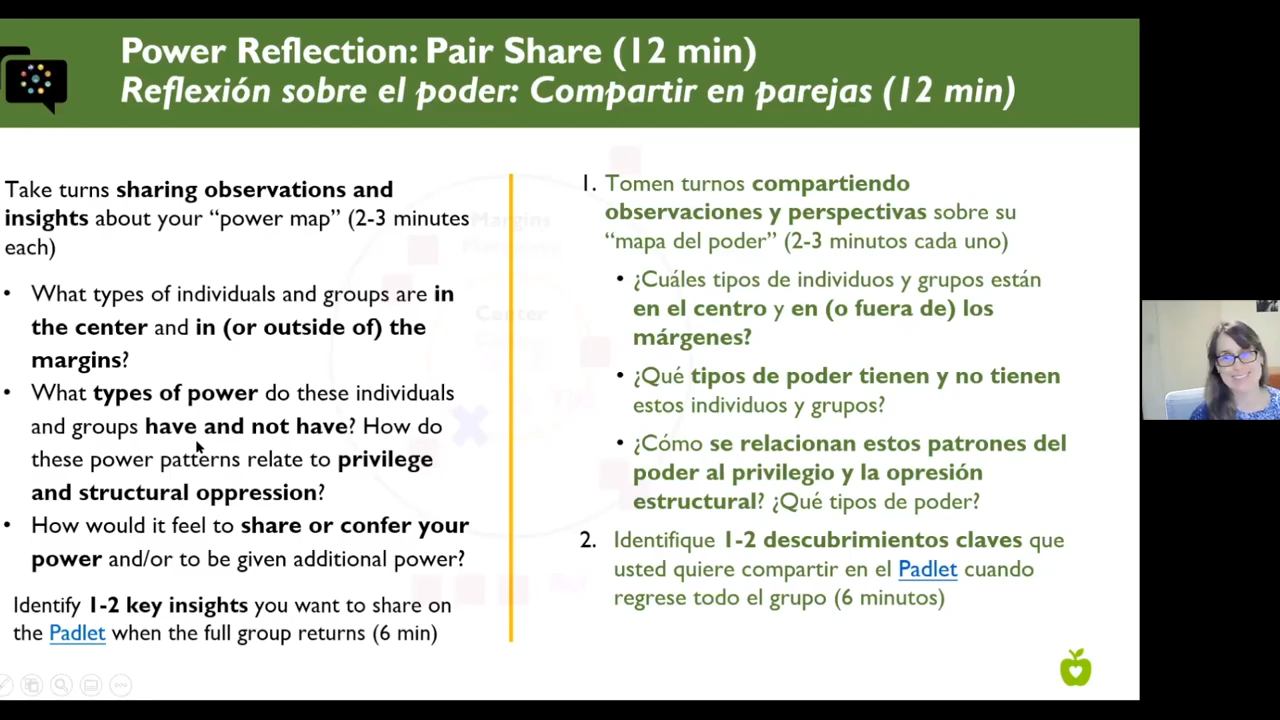 Power Reflection: Pair Share (12 min)
Reflexión sobre el poder: Compartir en parejas (12 min)
Take turns sharing observations and
insights about your “power map” (2-3 minutes
each)
• What types of individuals and groups are in
the center and in (or outside of) the
margins?
• What types of power do these individuals
and groups have and not have? How do
these power patterns relate to privilege
and structural oppression?
• How would it feel to share or confer your
power and/or to be given additional power?
Identify 1-2 key insights you want to share on
the Padlet when the full group returns (6 min)
1. Tomen turnos compartiendo
observaciones y perspectivas sobre su
“mapa del poder” (2-3 minutos cada uno)
• ¿Cuáles tipos de individuos y grupos están
en el centro y en (o fuera de) los
márgenes?
• ¿Qué tipos de poder tienen y no tienen
estos individuos y grupos?
• ¿Cómo se relacionan estos patrones del
poder al privilegio y la opresión
estructural? ¿Qué tipos de poder?
2. Identifique 1-2 descubrimientos claves que
usted quiere compartir en el Padlet cuando
regrese todo el grupo (6 minutos)
Margins
Center